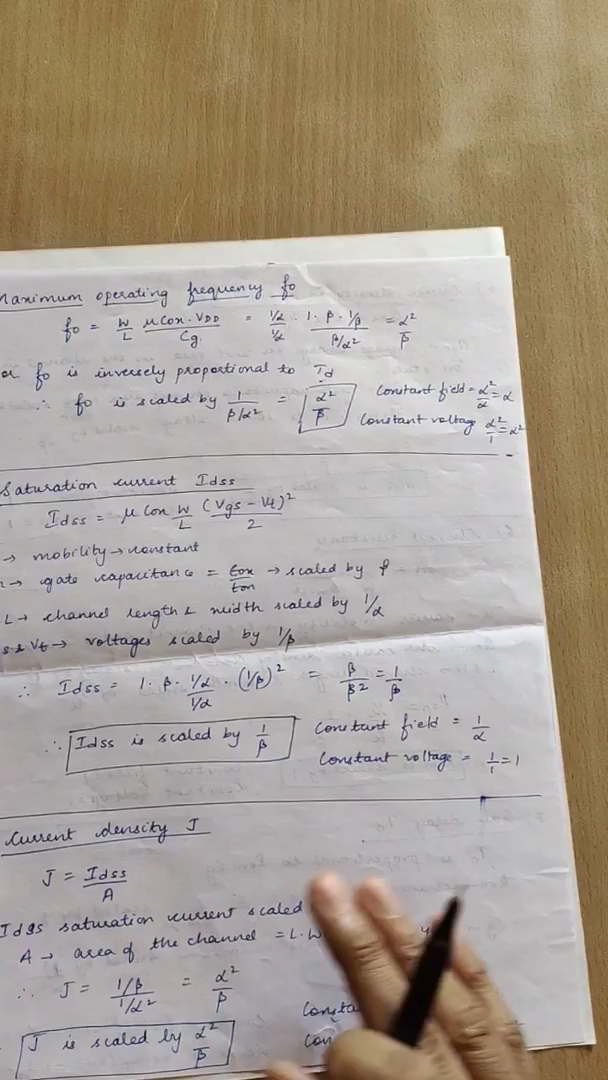 Maximum operating frequency fo
fo = W/L μCox·VDD/Cg = 1/α/1/α · 1·β·1/β/β/α² = α²/β
or fo is inversely proportional to Td
∴ fo is scaled by 1/β/α² = α²/β
Constant field = α²/α = α
Constant voltage α²/1 = α²
Saturation current Idss
Idss = μ Cox W/L (Vgs - Vt)²/2
→ mobility → constant
→ gate capacitance = Eox/tox → scaled by β
L → channel length & width scaled by 1/α
s & Vt → voltages scaled by 1/β
∴ Idss = 1·β·1/α/1/α·(1/β)² = β/β² = 1/β
∴ Idss is scaled by 1/β
Constant field = 1/α
Constant voltage = 1/1 = 1
Current density J
J = Idss/A
Idss saturation current scaled
A → area of the channel = L·W
∴ J = 1/β/1/α² = α²/β
J is scaled by α²/β